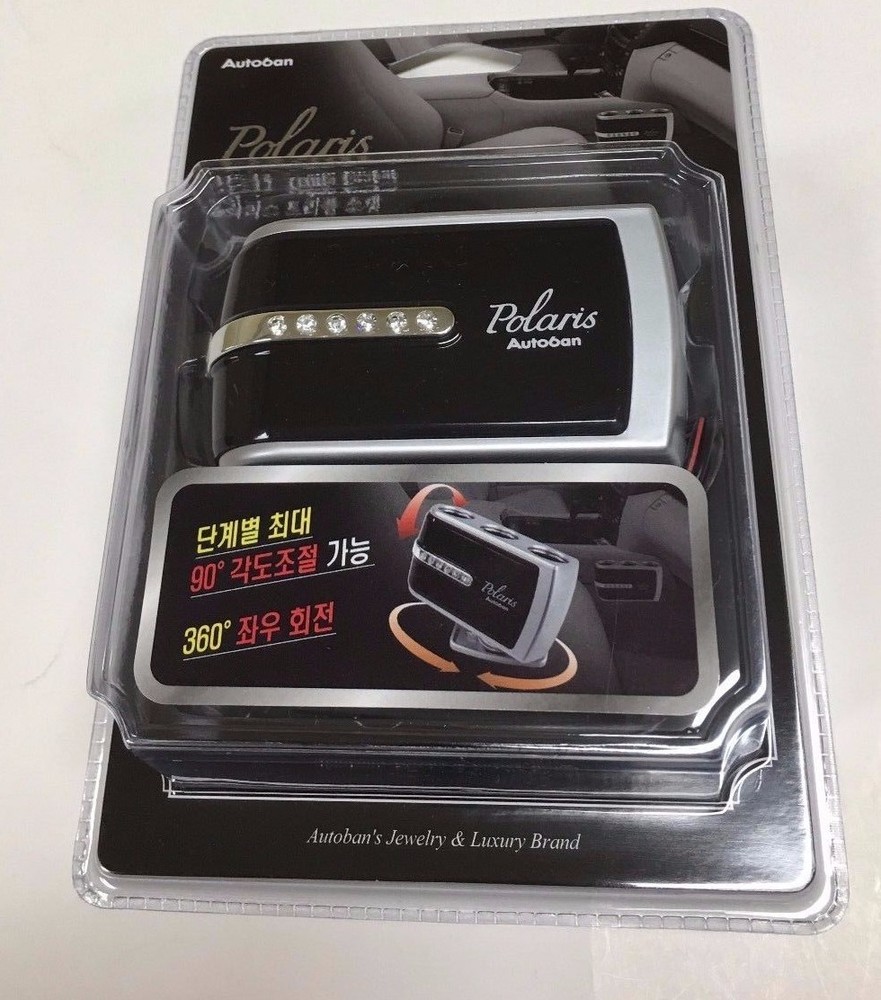 Autoban
Polaris
Polaris
Autoban
단계별 최대
90° 각도조절 가능
360° 좌우 회전
Polaris
Autoban
Autoban's Jewelry & Luxury Brand